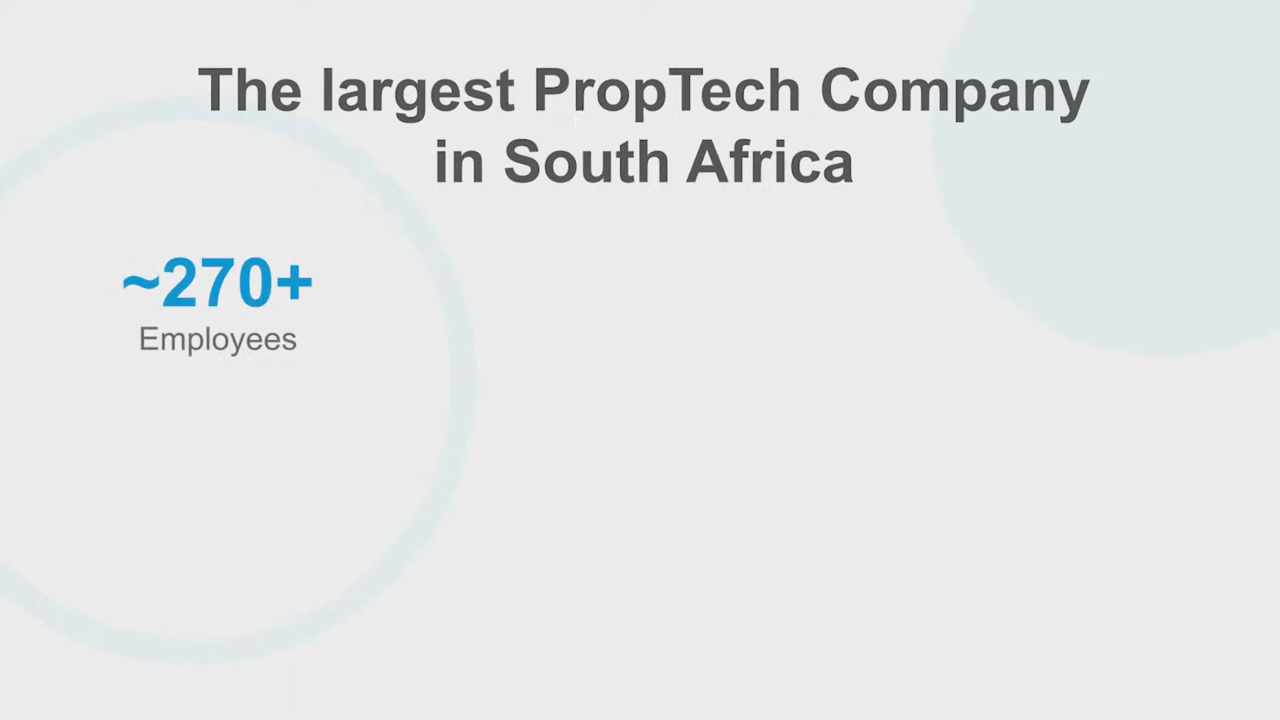 The largest PropTech Company
in South Africa
~270+
Employees